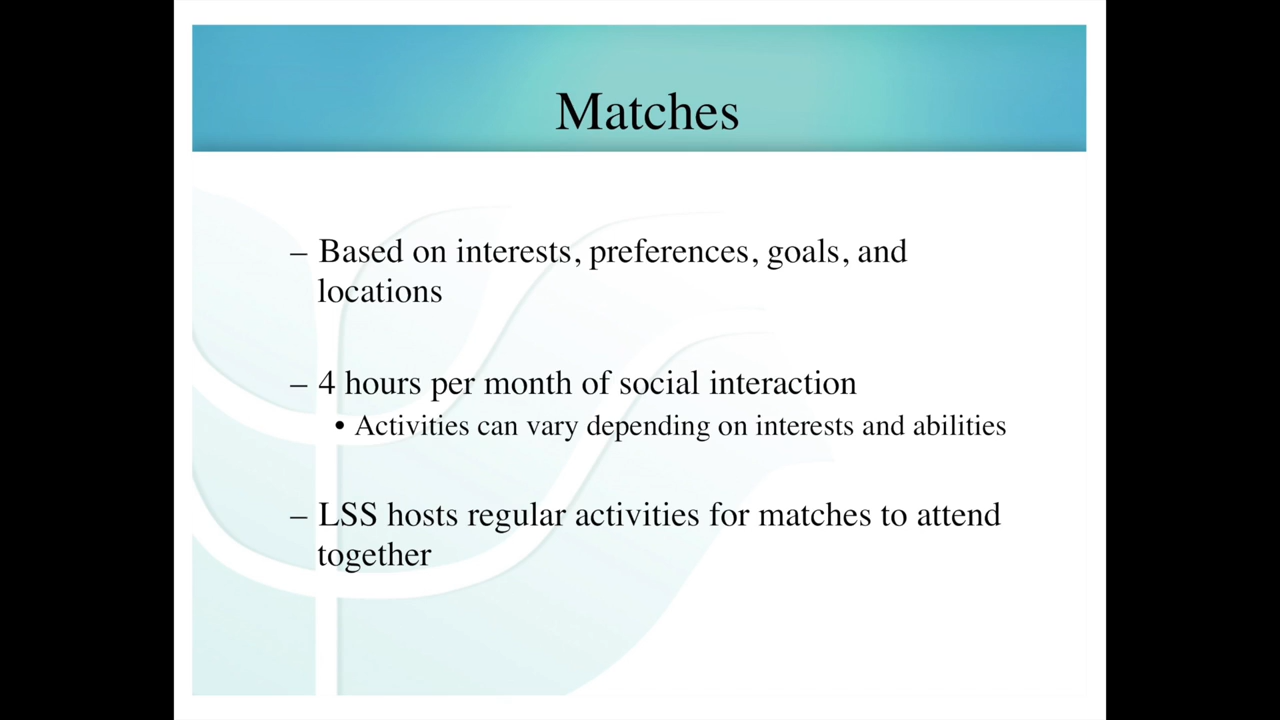 Matches
– Based on interests, preferences, goals, and
locations
– 4 hours per month of social interaction
• Activities can vary depending on interests and abilities
– LSS hosts regular activities for matches to attend
together